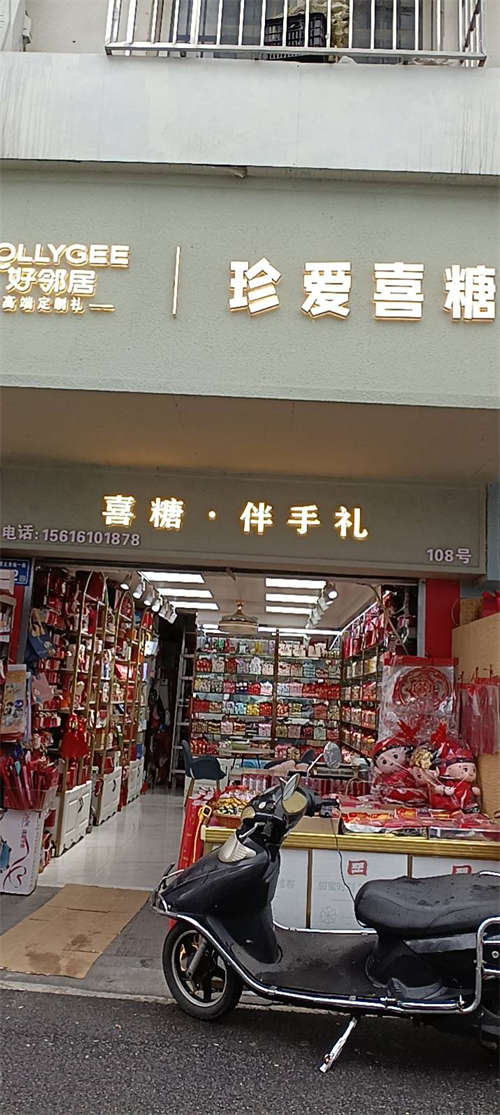 OLLYGEE
好邻居
高端定制礼
珍爱喜糖
喜糖·伴手礼
电话:15616101878
108号